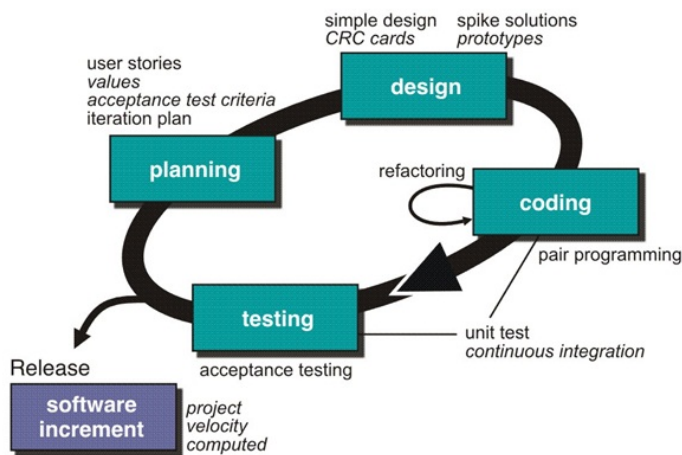 simple design
CRC cards
spike solutions
prototypes
design
user stories
values
acceptance test criteria
iteration plan
planning
refactoring
coding
pair programming
testing
acceptance testing
unit test
continuous integration
Release
software
increment
project
velocity
computed